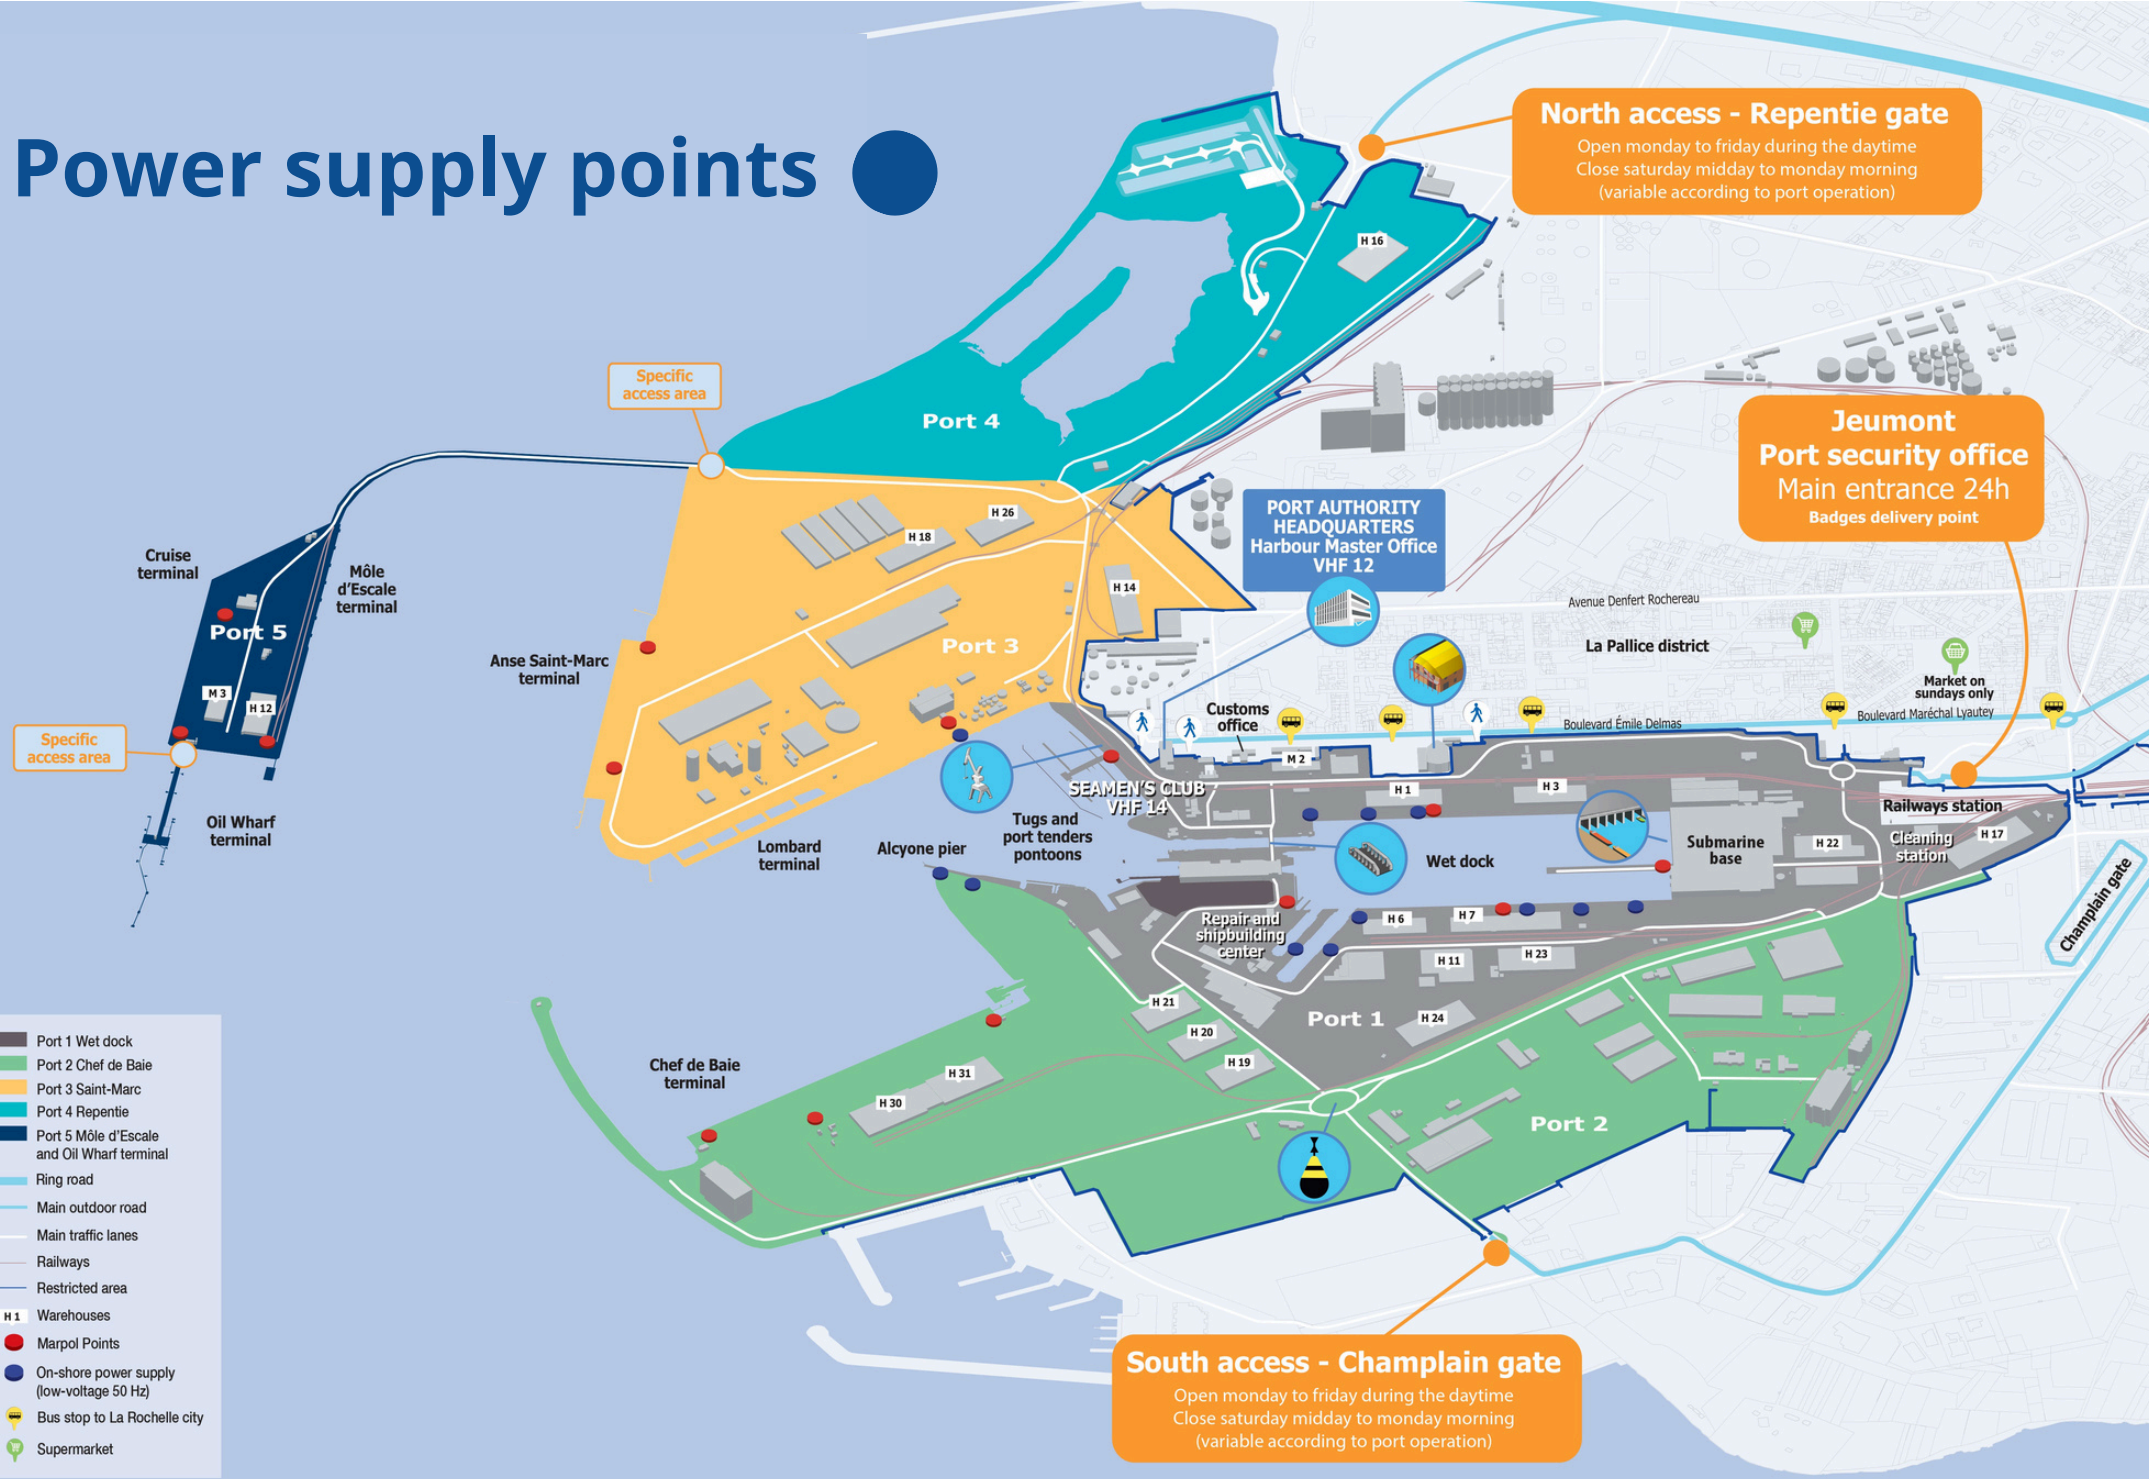 Power supply points
North access - Repentie gate
Open monday to friday during the daytime
Close saturday midday to monday morning
(variable according to port operation)
H 16
Specific
access area
Port 4
Jeumont
Port security office
Main entrance 24h
Badges delivery point
PORT AUTHORITY
HEADQUARTERS
Harbour Master Office
VHF 12
H 26
H 18
H 14
Cruise
terminal
Môle
d'Escale
terminal
Port 5
M 3
H 12
Specific
access area
Oil Wharf
terminal
Anse Saint-Marc
terminal
Port 3
Avenue Denfert Rochereau
La Pallice district
Market on
sundays only
Customs
office
Boulevard Émile Delmas
Boulevard Maréchal Lyautey
M 2
SEAMEN'S CLUB
VHF 14
H 1
H 3
Railways station
Tugs and
port tenders
pontoons
Lombard
terminal
Alcyone pier
Wet dock
Submarine
base
H 22
Cleaning
station
H 17
Champlain gate
Repair and
shipbuilding
center
H 6
H 7
H 11
H 23
H 21
H 20
H 19
Port 1
H 24
Chef de Baie
terminal
H 31
H 30
Port 2
Port 1 Wet dock
Port 2 Chef de Baie
Port 3 Saint-Marc
Port 4 Repentie
Port 5 Môle d'Escale
and Oil Wharf terminal
Ring road
Main outdoor road
Main traffic lanes
Railways
Restricted area
H 1 Warehouses
Marpol Points
On-shore power supply
(low-voltage 50 Hz)
Bus stop to La Rochelle city
Supermarket
South access - Champlain gate
Open monday to friday during the daytime
Close saturday midday to monday morning
(variable according to port operation)